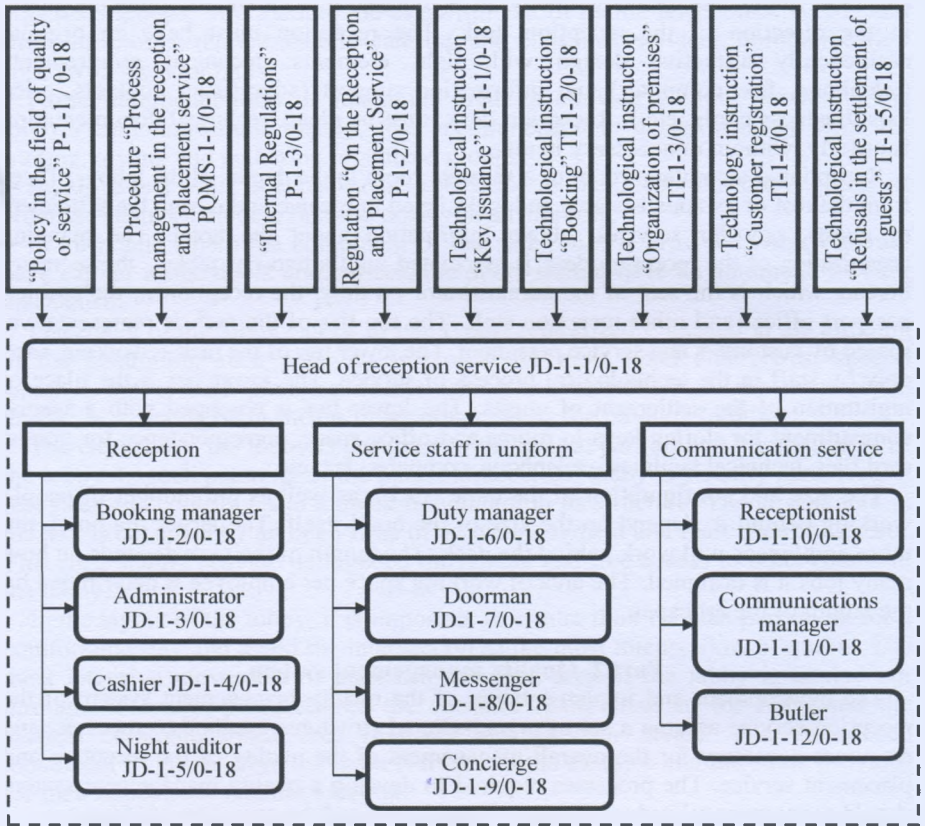 “Policy in the field of quality
of service” P-1-1 / 0-18
Procedure “Process
management in the reception
and placement service”
PQMS-1-1/0-18
“Internal Regulations”
P-1-3/0-18
Regulation “On the Reception
and Placement Service”
P-1-2/0-18
Technological instruction
“Key issuance” TI-1-1/0-18
Technological instruction
“Booking” TI-1-2/0-18
Technological instruction
“Organization of premises”
TI-1-3/0-18
Technology instruction
“Customer registration”
TI-1-4/0-18
Technological instruction
“Refusals in the settlement of
guests” TI-1-5/0-18
Head of reception service JD-1-1/0-18
Reception
Booking manager
JD-1-2/0-18
Administrator
JD-1-3/0-18
Cashier JD-1-4/0-18
Night auditor
JD-1-5/0-18
Service staff in uniform
Duty manager
JD-1-6/0-18
Doorman
JD-1-7/0-18
Messenger
JD-1-8/0-18
Concierge
JD-1-9/0-18
Communication service
Receptionist
JD-1-10/0-18
Communications
manager
JD-1-11/0-18
Butler
JD-1-12/0-18